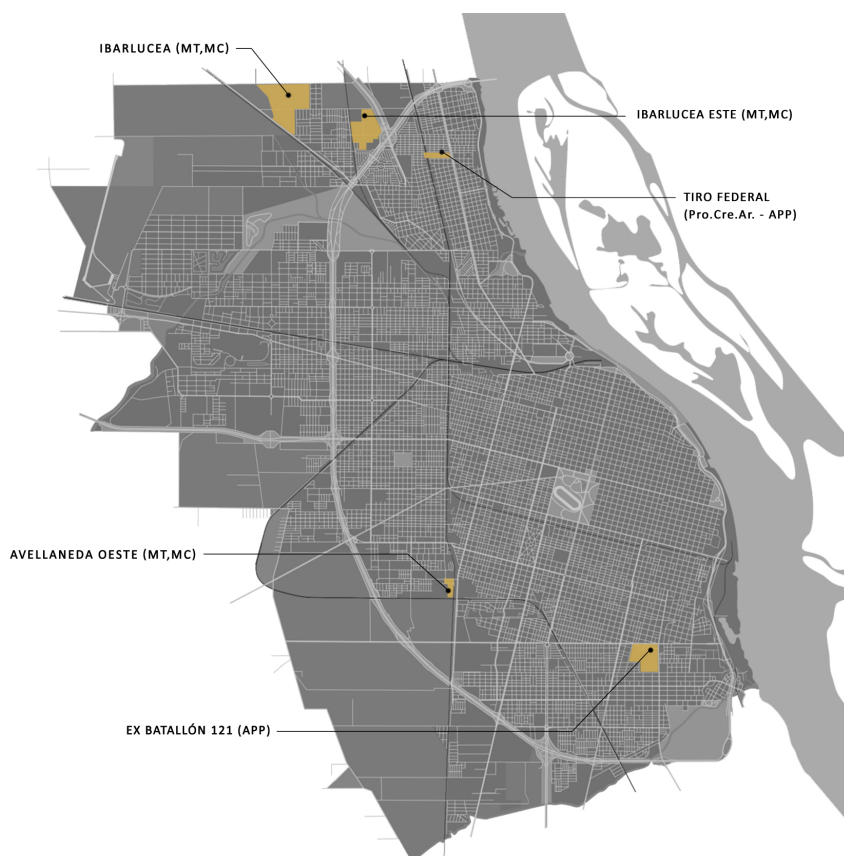 IBARLUCEA (MT,MC)
IBARLUCEA ESTE (MT,MC)
TIRO FEDERAL
(Pro.Cre.Ar. - APP)
AVELLANEDA OESTE (MT,MC)
EX BATALLÓN 121 (APP)